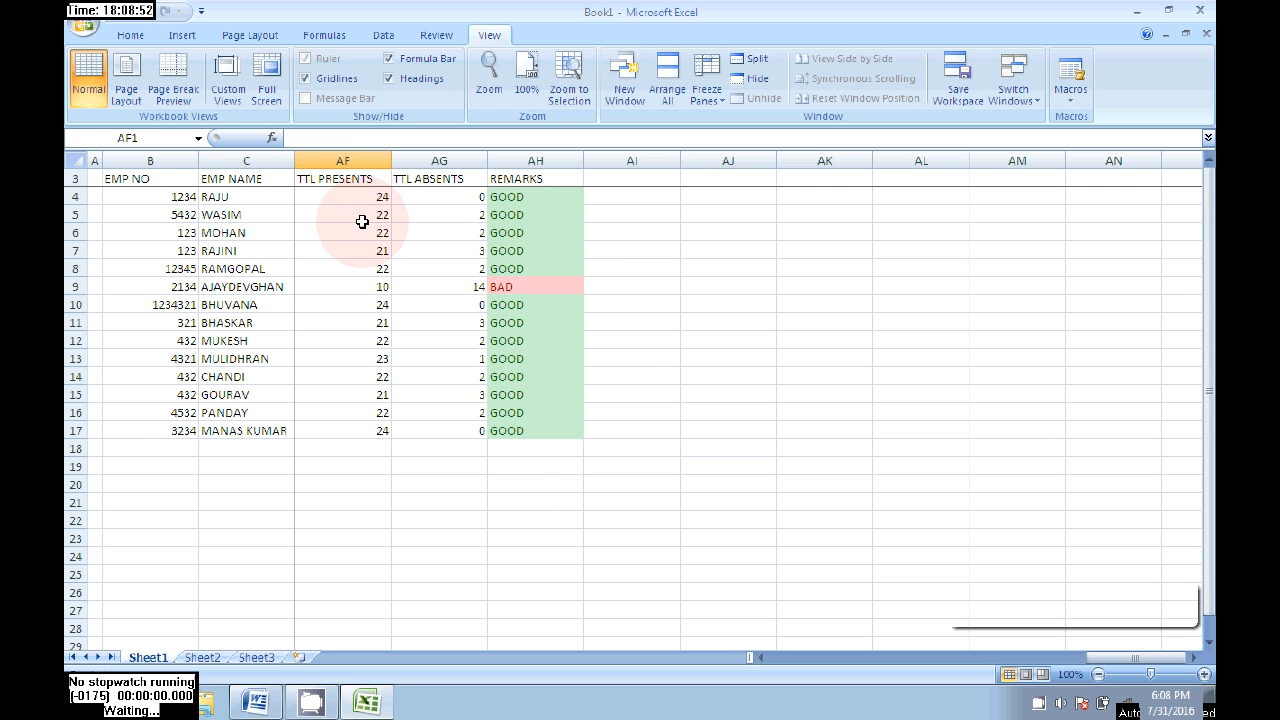 Time: 18:08:52
Book1 - Microsoft Excel
Home Insert Page Layout Formulas Data Review View
Normal Page Layout Page Break Preview Custom Views Full Screen
Workbook Views
Ruler Formula Bar
Gridlines Headings
Message Bar
Show/Hide
Zoom 100% Zoom to Selection
Zoom
New Window Arrange All Freeze Panes
Split View Side by Side
Hide Synchronous Scrolling
Unhide Reset Window Position
Save Workspace Switch Windows
Window
Macros
Macros
AF1 fx
A B C AF AG AH AI AJ AK AL AM AN
3 EMP NO EMP NAME TTL PRESENTS TTL ABSENTS REMARKS
4 1234 RAJU 24 0 GOOD
5 5432 WASIM 22 2 GOOD
6 123 MOHAN 22 2 GOOD
7 123 RAJINI 21 3 GOOD
8 12345 RAMGOPAL 22 2 GOOD
9 2134 AJAYDEVGHAN 10 14 BAD
10 1234321 BHUVANA 24 0 GOOD
11 321 BHASKAR 21 3 GOOD
12 432 MUKESH 22 2 GOOD
13 4321 MULIDHRAN 23 1 GOOD
14 432 CHANDI 22 2 GOOD
15 432 GOURAV 21 3 GOOD
16 4532 PANDAY 22 2 GOOD
17 3234 MANAS KUMAR 24 0 GOOD
18
19
20
21
22
23
24
25
26
27
28
29
Sheet1 Sheet2 Sheet3
100%
No stopwatch running
(-0175) 00:00:00.000
Waiting...
6:08 PM
7/31/2016